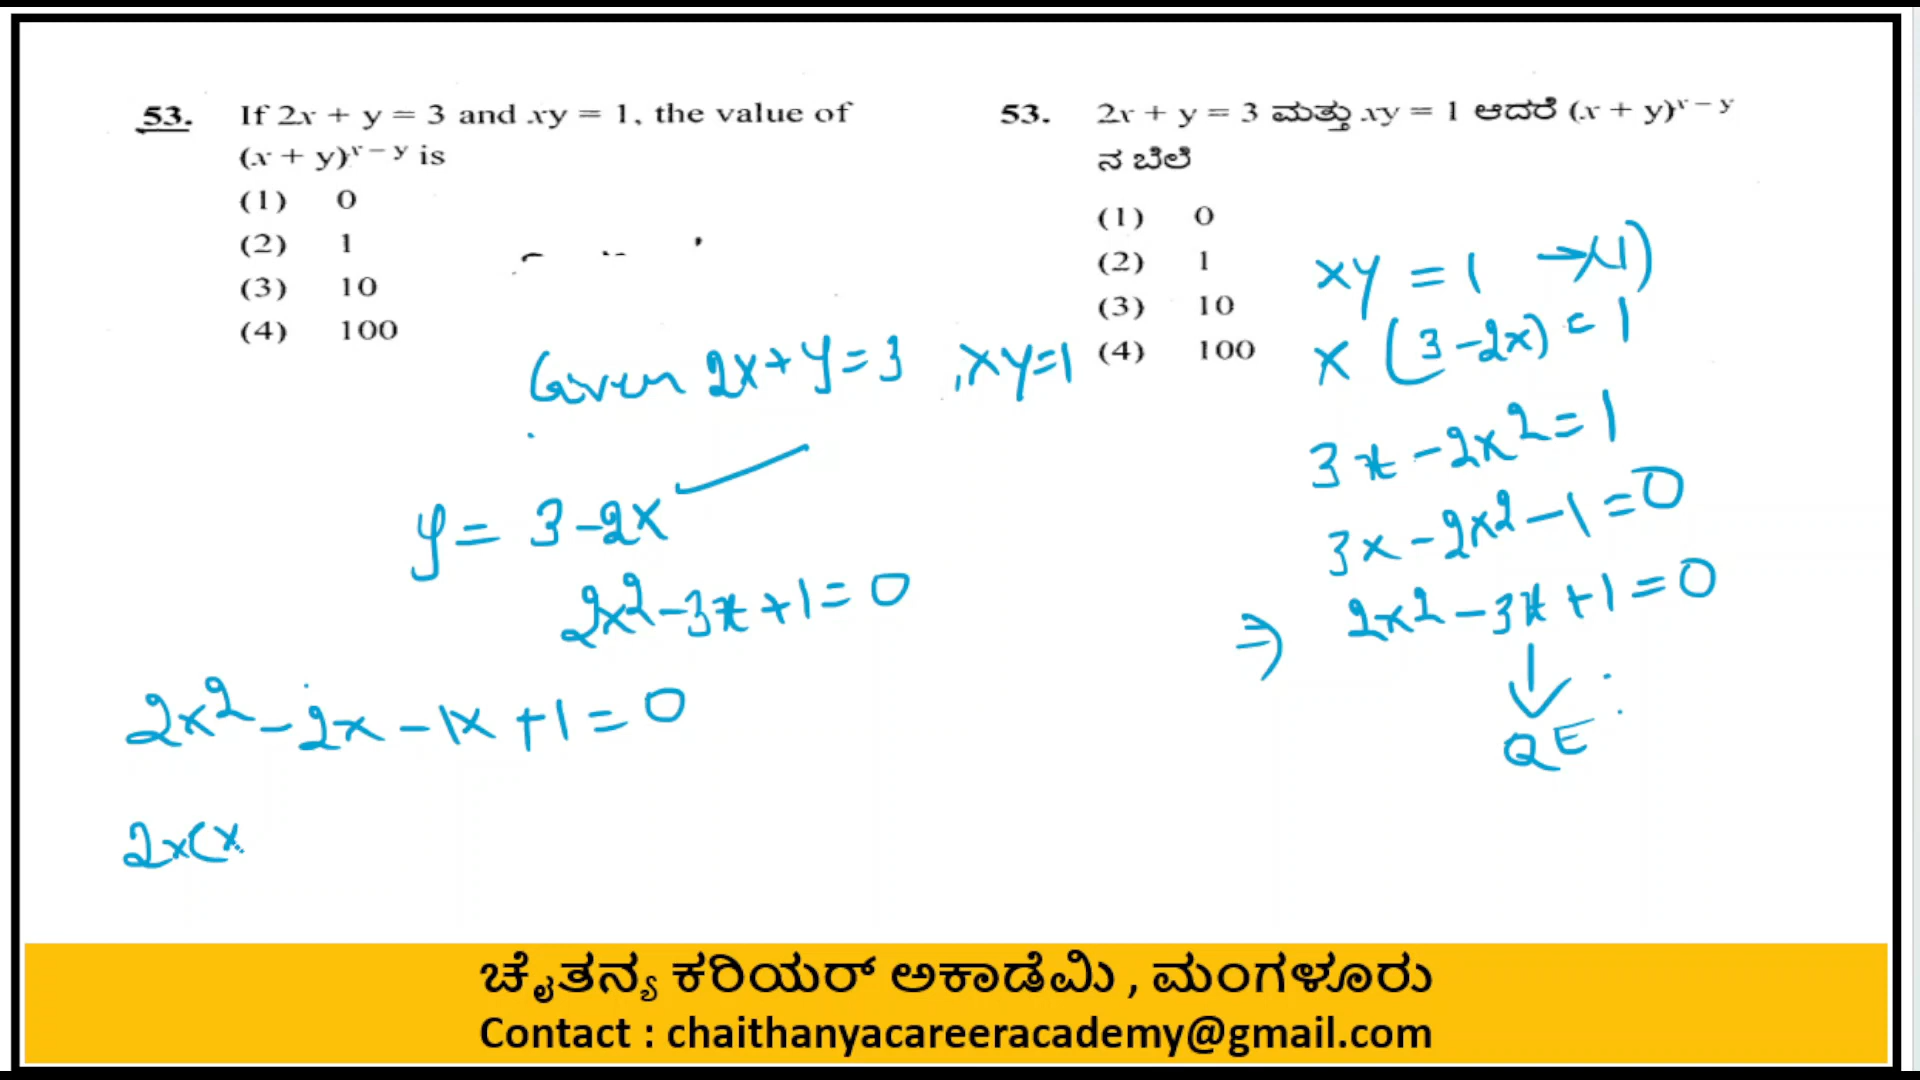 53. If 2x + y = 3 and xy = 1, the value of
(x + y)^{x – y} is
(1) 0
(2) 1
(3) 10
(4) 100
53. 2x + y = 3 ಮತ್ತು xy = 1 ಆದರೆ (x + y)^{x – y}
ನ ಬೆಲೆ
(1) 0
(2) 1
(3) 10
(4) 100
Given 2x+y=3 , xy=1
y = 3-2x
2x²-3x+1=0
2x²-2x-1x+1=0
2x(x
xy=1 →(1)
x(3-2x)=1
3x-2x²=1
3x-2x²-1=0
⇒ 2x²-3x+1=0
↓
QE:
ಚೈತನ್ಯ ಕರಿಯರ್ ಅಕಾಡೆಮಿ , ಮಂಗಳೂರು
Contact : chaithanyacareeracademy@gmail.com